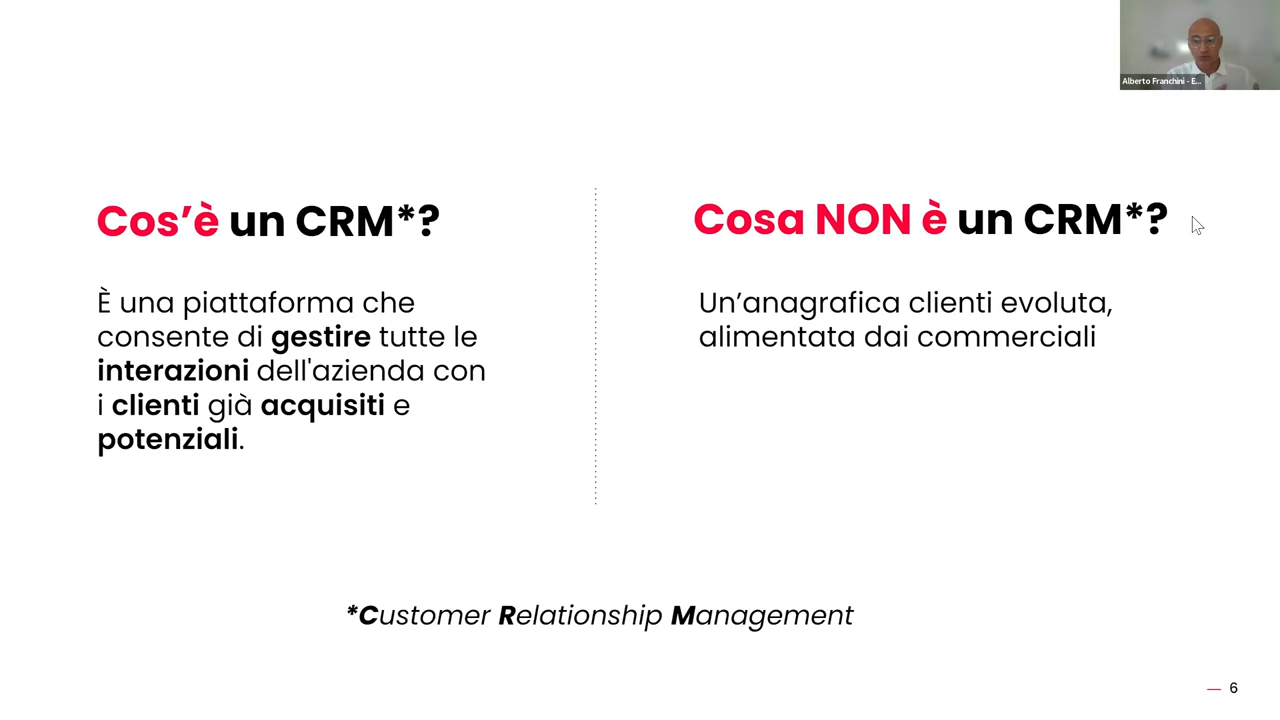 Alberto Franchini - E...
Cos’è un CRM*?
È una piattaforma che
consente di gestire tutte le
interazioni dell'azienda con
i clienti già acquisiti e
potenziali.
Cosa NON è un CRM*?
Un’anagrafica clienti evoluta,
alimentata dai commerciali
*Customer Relationship Management
6